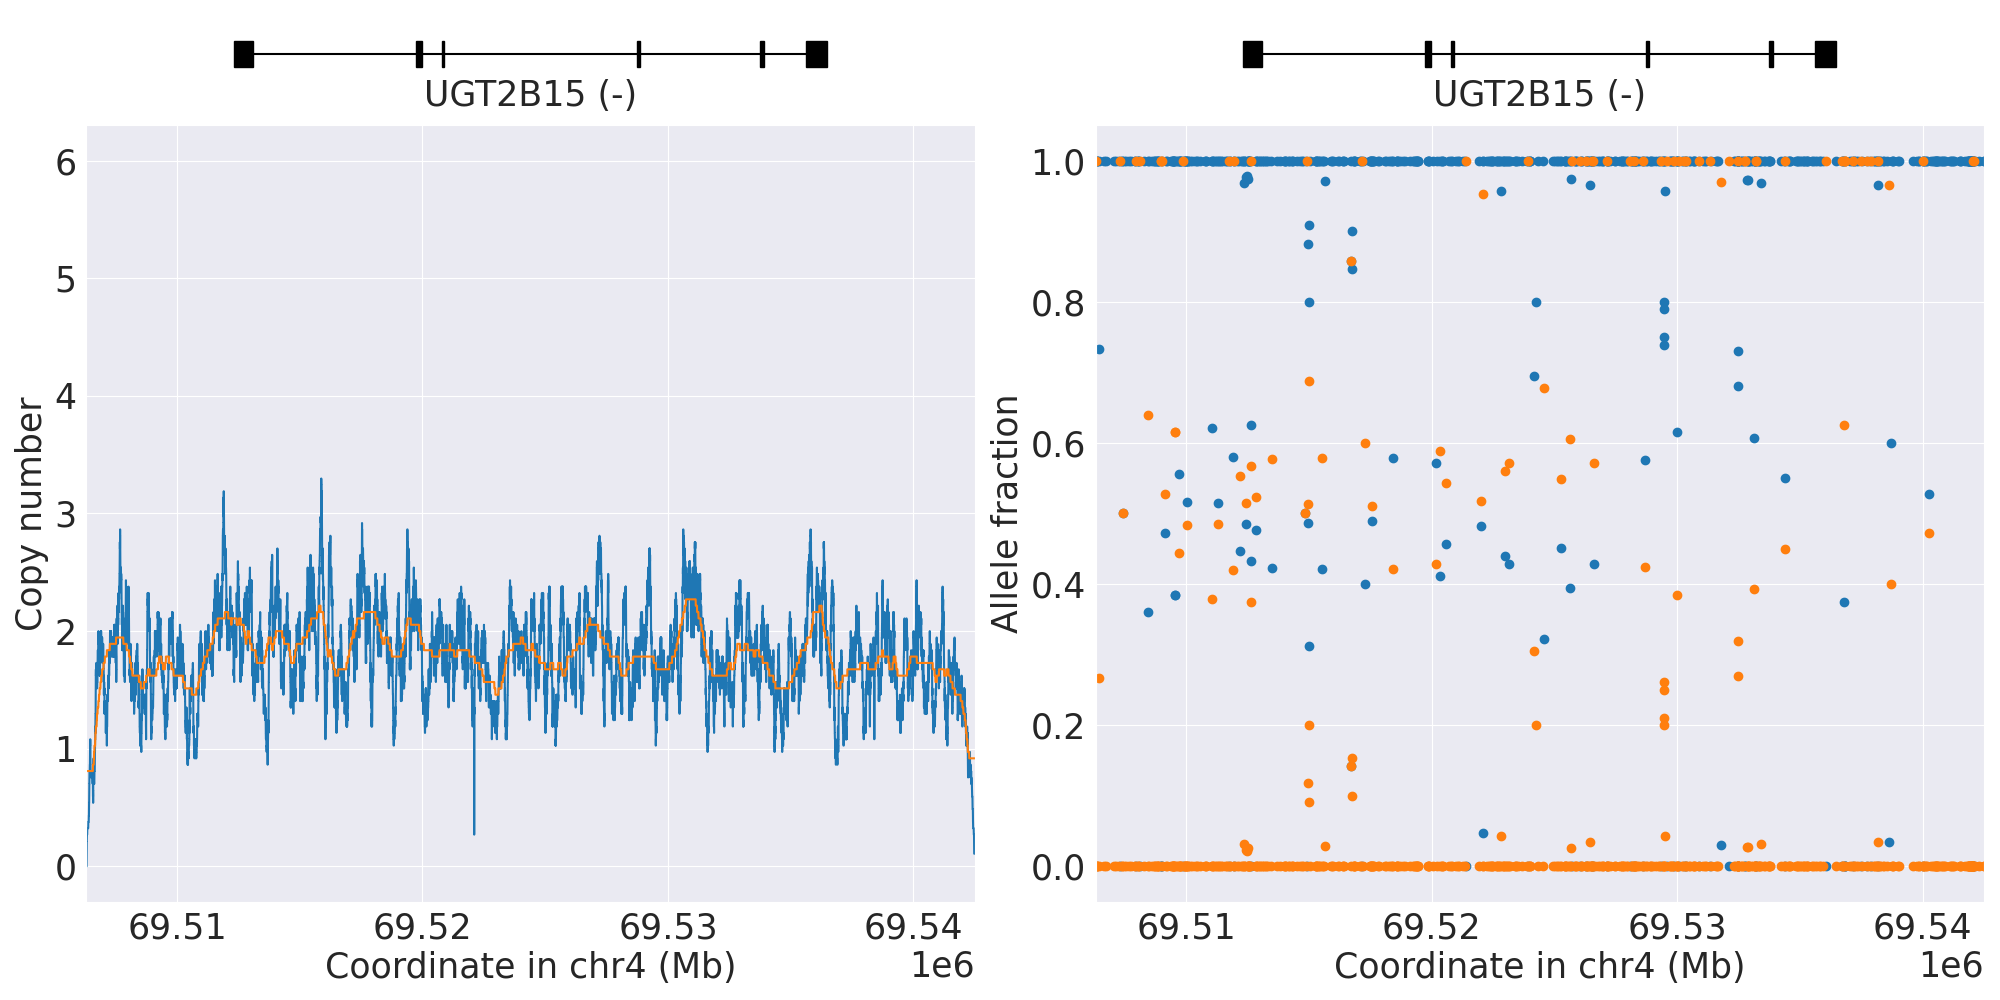 UGT2B15 (-)
6
5
4
3
2
1
0
Copy number
69.51 69.52 69.53 69.54
Coordinate in chr4 (Mb)
1e6
UGT2B15 (-)
1.0
0.8
0.6
0.4
0.2
0.0
Allele fraction
69.51 69.52 69.53 69.54
Coordinate in chr4 (Mb)
1e6